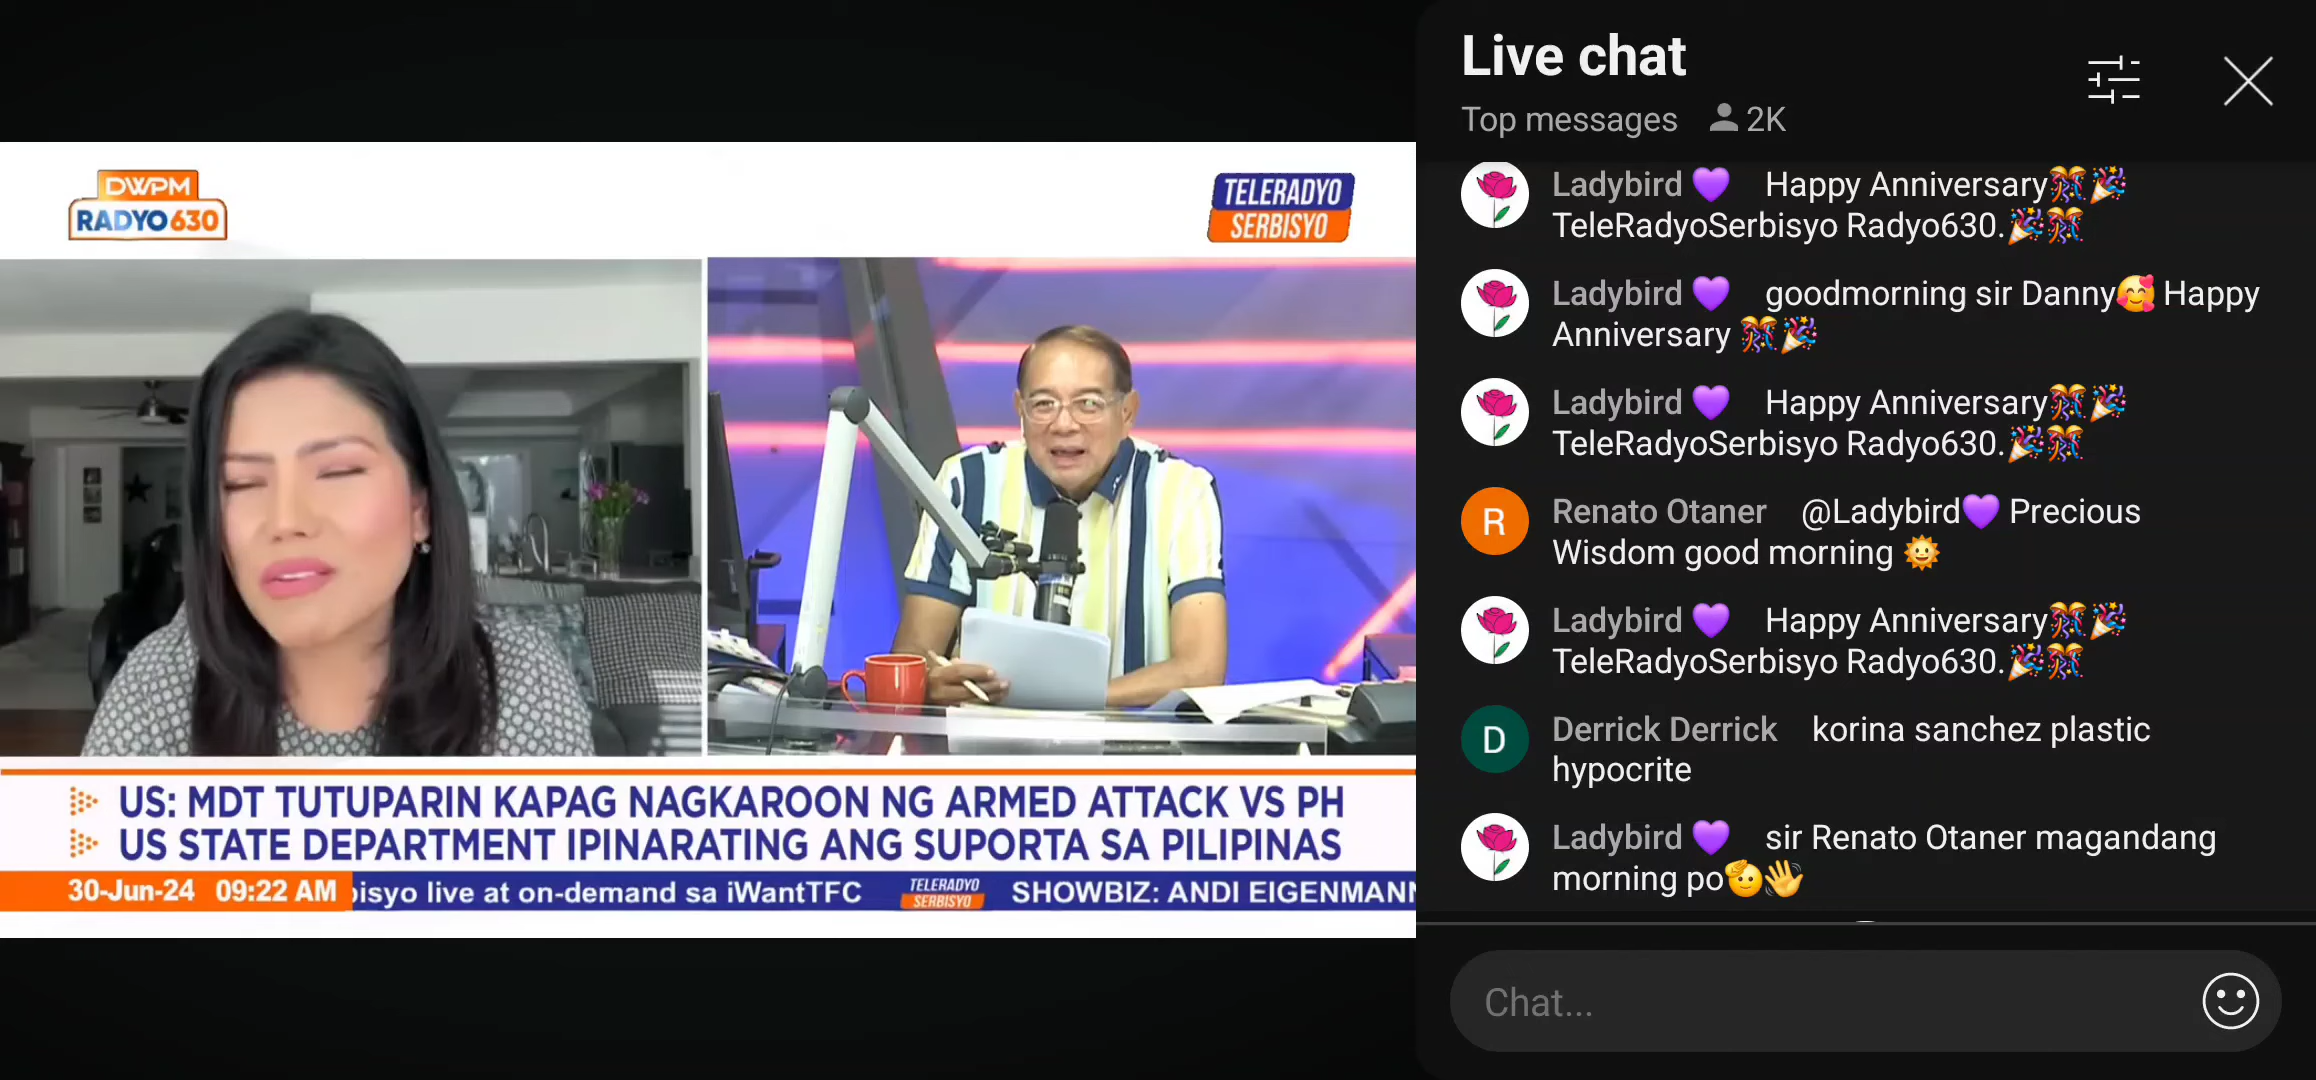 DWPM
RADYO 630
TELERADYO
SERBISYO
US: MDT TUTUPARIN KAPAG NAGKAROON NG ARMED ATTACK VS PH
US STATE DEPARTMENT IPINARATING ANG SUPORTA SA PILIPINAS
30-Jun-24 09:22 AM bisyo live at on-demand sa iWantTFC TELERADYO SERBISYO SHOWBIZ: ANDI EIGENMANN
Live chat
Top messages 2K
Ladybird 💜 Happy Anniversary🎊🎉
TeleRadyoSerbisyo Radyo630.🎉🎊
Ladybird 💜 goodmorning sir Danny🥰 Happy
Anniversary 🎊🎉
Ladybird 💜 Happy Anniversary🎊🎉
TeleRadyoSerbisyo Radyo630.🎉🎊
R
Renato Otaner @Ladybird💜 Precious
Wisdom good morning 🌞
Ladybird 💜 Happy Anniversary🎊🎉
TeleRadyoSerbisyo Radyo630.🎉🎊
D
Derrick Derrick korina sanchez plastic
hypocrite
Ladybird 💜 sir Renato Otaner magandang
morning po🫡👋
Chat...